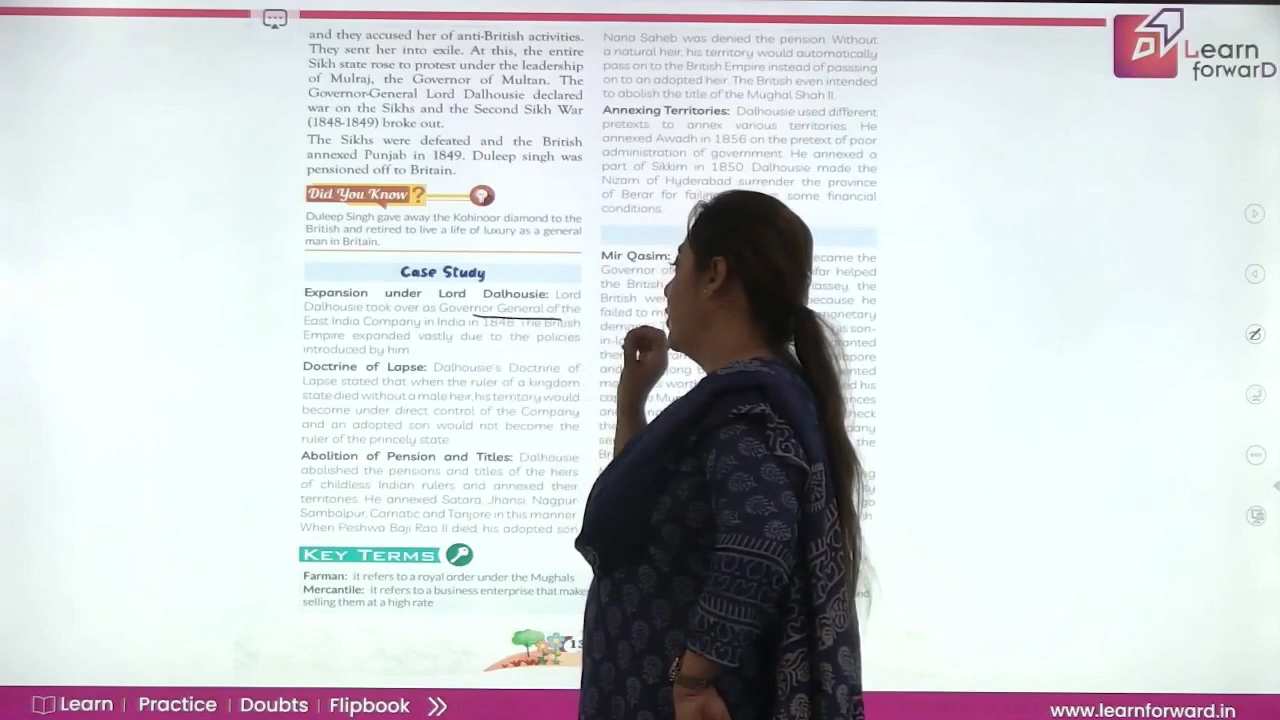 and they accused her of anti-British activities.
They sent her into exile. At this, the entire
Sikh state rose to protest under the leadership
of Mulraj, the Governor of Multan. The
Governor-General Lord Dalhousie declared
war on the Sikhs and the Second Sikh War
(1848-1849) broke out.
The Sikhs were defeated and the British
annexed Punjab in 1849. Duleep singh was
pensioned off to Britain.
Did You Know ?
Duleep Singh gave away the Kohinoor diamond to the
British and retired to live a life of luxury as a general
man in Britain.
Case Study
Expansion under Lord Dalhousie: Lord
Dalhousie took over as Governor General of the
East India Company in India in 1848. The British
Empire expanded vastly due to the policies
introduced by him
Doctrine of Lapse: Dalhousie's Doctrine of
Lapse stated that when the ruler of a kingdom
state died without a male heir, his territory would
become under direct control of the Company
and an adopted son would not become the
ruler of the princely state
Abolition of Pension and Titles: Dalhousie
abolished the pensions and titles of the heirs
of childless Indian rulers and annexed their
territories. He annexed Satara, Jhansi, Nagpur,
Sambalpur, Carnatic and Tanjore in this manner
When Peshwa Baji Rao II died, his adopted son
KEY TERMS
Farman: it refers to a royal order under the Mughals
Mercantile: it refers to a business enterprise that make
selling them at a high rate
Nana Saheb was denied the pension. Without
a natural heir, his territory would automatically
pass on to the British Empire instead of passsing
on to an adopted heir. The British even intended
to abolish the title of the Mughal Shah II.
Annexing Territories: Dalhousie used different
pretexts to annex various territories. He
annexed Awadh in 1856 on the pretext of poor
administration of government. He annexed a
part of Sikkim in 1850. Dalhousie made the
Nizam of Hyderabad surrender the province
of Berar for some financial
conditions.
Mir Qasim: became the
Governor helped
the British the
British because he
failed to
the
Learn
forwarD
Learn | Practice | Doubts | Flipbook
www.learnforward.in